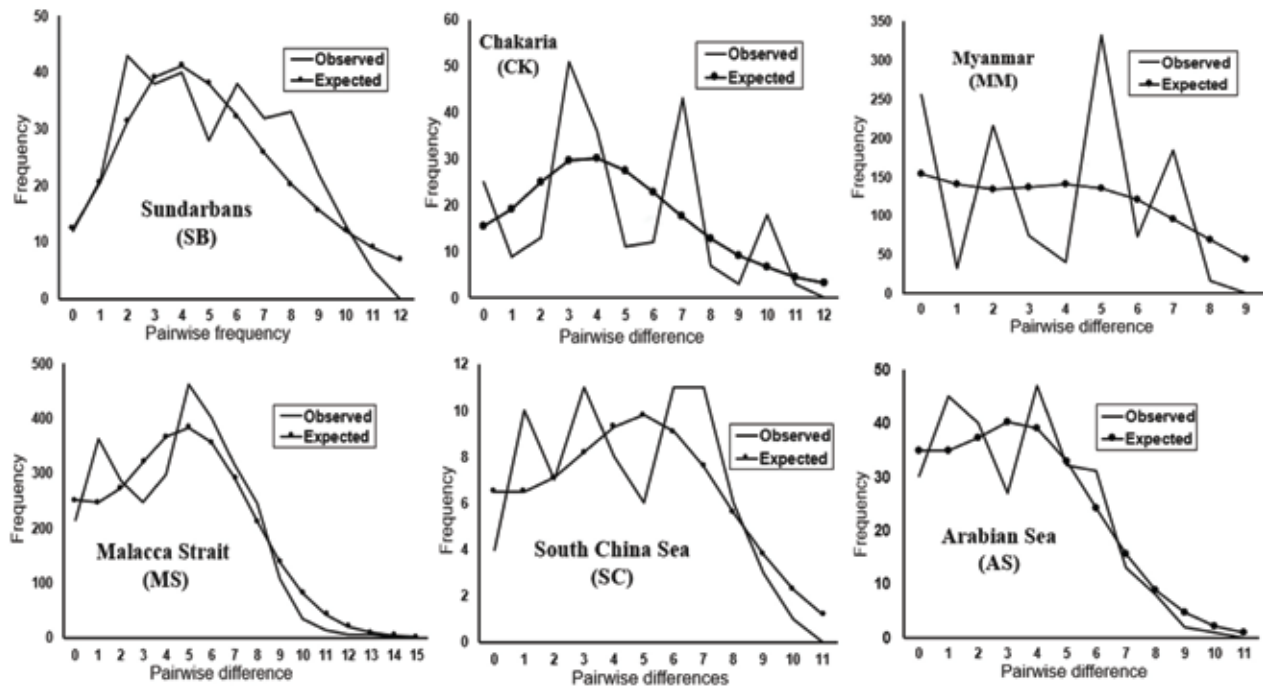 50
40
30
20
10
0
Frequency
Observed
Expected
Sundarbans
(SB)
0 1 2 3 4 5 6 7 8 9 10 11 12
Pairwise frequency
60
50
40
30
20
10
0
Frequency
Chakaria
(CK)
Observed
Expected
0 1 2 3 4 5 6 7 8 9 10 11 12
Pairwise difference
350
300
250
200
150
100
50
0
Frequency
Myanmar
(MM)
Observed
Expected
0 1 2 3 4 5 6 7 8 9
Pairwise difference
500
400
300
200
100
0
Frequency
Observed
Expected
Malacca Strait
(MS)
0 1 2 3 4 5 6 7 8 9 10 11 12 13 14 15
Pairwise difference
12
10
8
6
4
2
0
Frequency
Observed
Expected
South China Sea
(SC)
0 1 2 3 4 5 6 7 8 9 10 11
Pairwise differences
50
40
30
20
10
0
Frequency
Observed
Expected
Arabian Sea
(AS)
0 1 2 3 4 5 6 7 8 9 10 11
Pairwise difference